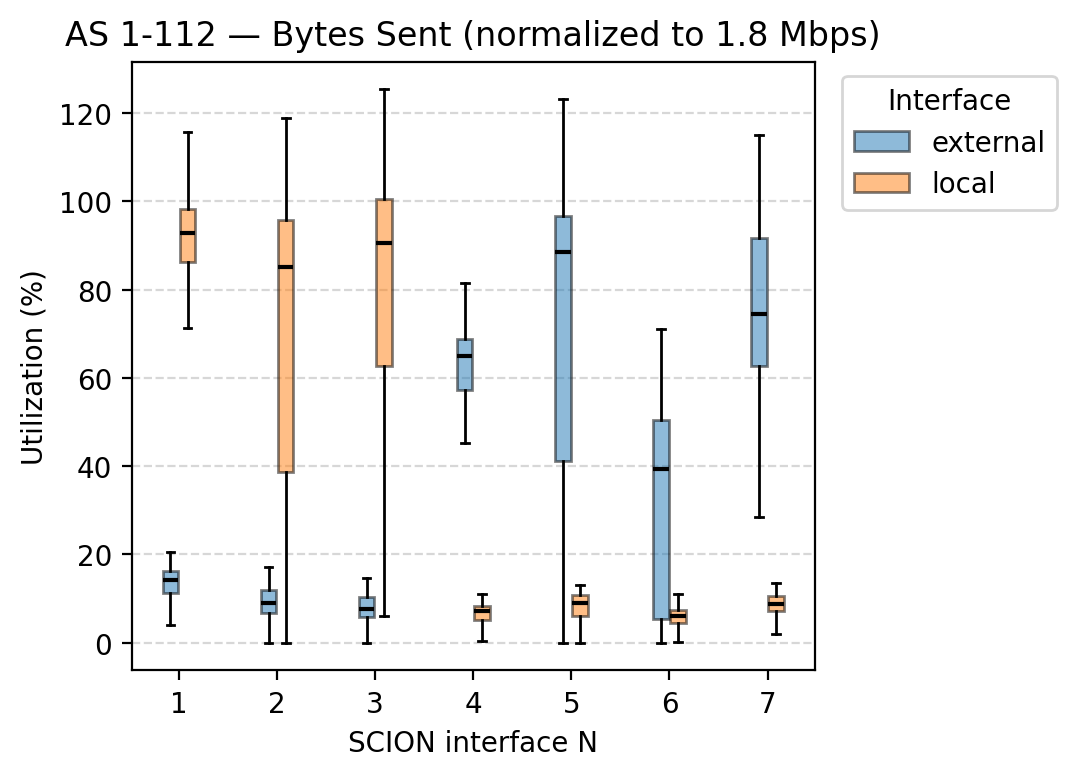 AS 1-112 — Bytes Sent (normalized to 1.8 Mbps)
Interface
external
local
Utilization (%)
120
100
80
60
40
20
0
1 2 3 4 5 6 7
SCION interface N